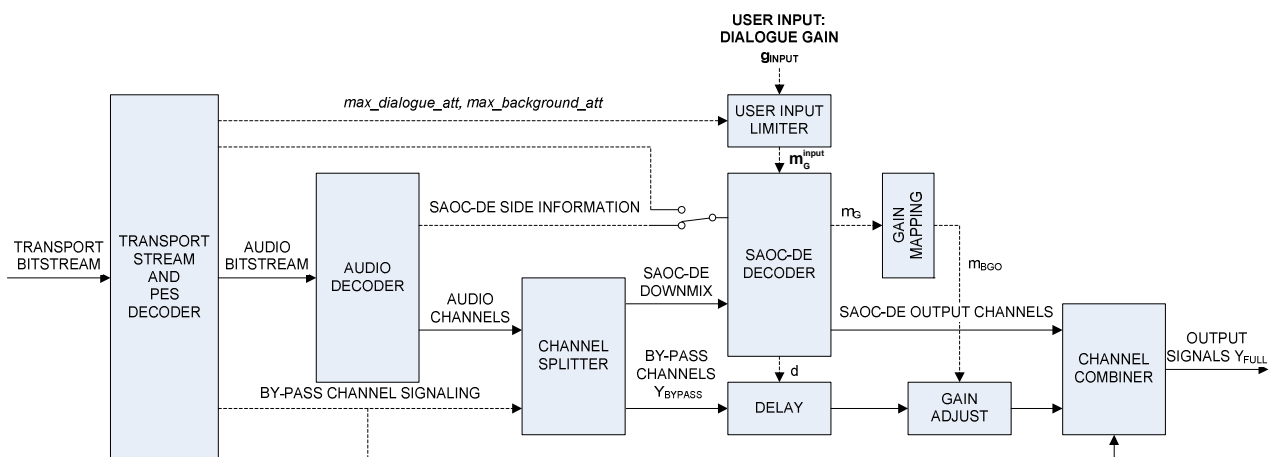 USER INPUT:
DIALOGUE GAIN
gINPUT
max_dialogue_att, max_background_att
USER INPUT
LIMITER
mG input
SAOC-DE SIDE INFORMATION
mG
GAIN
MAPPING
TRANSPORT
BITSTREAM
TRANSPORT
STREAM
AND
PES
DECODER
AUDIO
BITSTREAM
AUDIO
DECODER
SAOC-DE
DECODER
SAOC-DE
DOWNMIX
mBGO
AUDIO
CHANNELS
SAOC-DE OUTPUT CHANNELS
CHANNEL
SPLITTER
BY-PASS
CHANNELS
YBYPASS
CHANNEL
COMBINER
OUTPUT
SIGNALS YFULL
d
BY-PASS CHANNEL SIGNALING
DELAY
GAIN
ADJUST